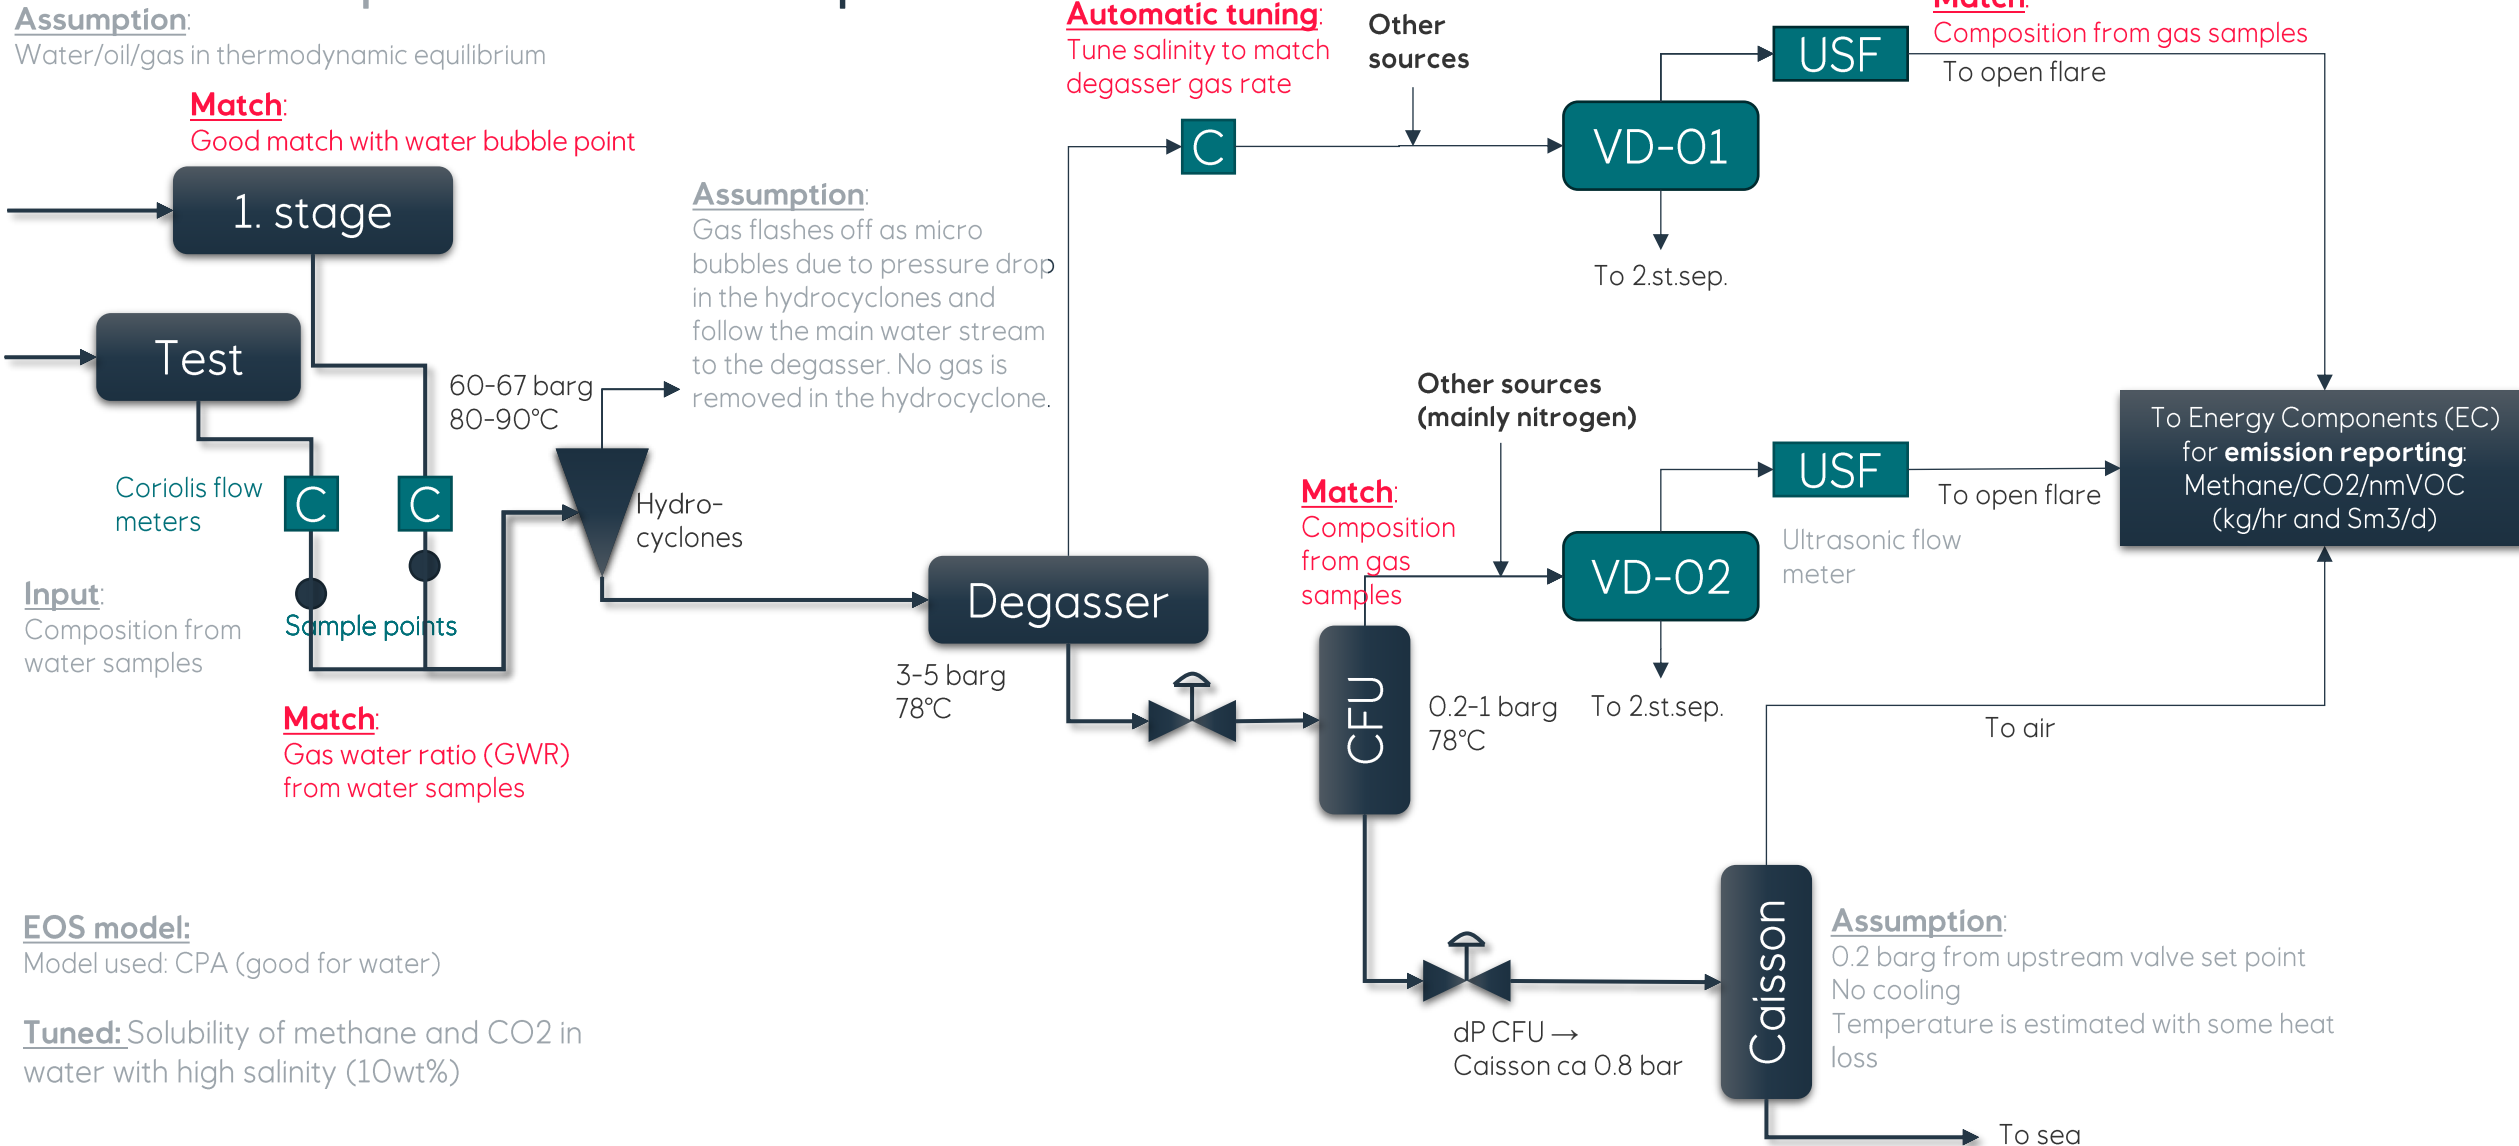 Assumption:
Water/oil/gas in thermodynamic equilibrium
Match:
Good match with water bubble point
1. stage
Test
Coriolis flow
meters
C
C
Input:
Composition from
water samples
Sample points
Match:
Gas water ratio (GWR)
from water samples
60-67 barg
80-90°C
Hydro-
cyclones
Assumption:
Gas flashes off as micro
bubbles due to pressure drop
in the hydrocyclones and
follow the main water stream
to the degasser. No gas is
removed in the hydrocyclone.
Automatic tuning:
Tune salinity to match
degasser gas rate
C
Other
sources
VD-01
To 2.st.sep.
USF
Match:
Composition from gas samples
To open flare
Degasser
3-5 barg
78°C
Match:
Composition
from gas
samples
Other sources
(mainly nitrogen)
CFU
0.2-1 barg
78°C
VD-02
To 2.st.sep.
USF
To open flare
Ultrasonic flow
meter
To Energy Components (EC)
for emission reporting:
Methane/CO2/nmVOC
(kg/hr and Sm3/d)
To air
dP CFU →
Caisson ca 0.8 bar
Caisson
Assumption:
0.2 barg from upstream valve set point
No cooling
Temperature is estimated with some heat
loss
To sea
EOS model:
Model used: CPA (good for water)
Tuned: Solubility of methane and CO2 in
water with high salinity (10wt%)